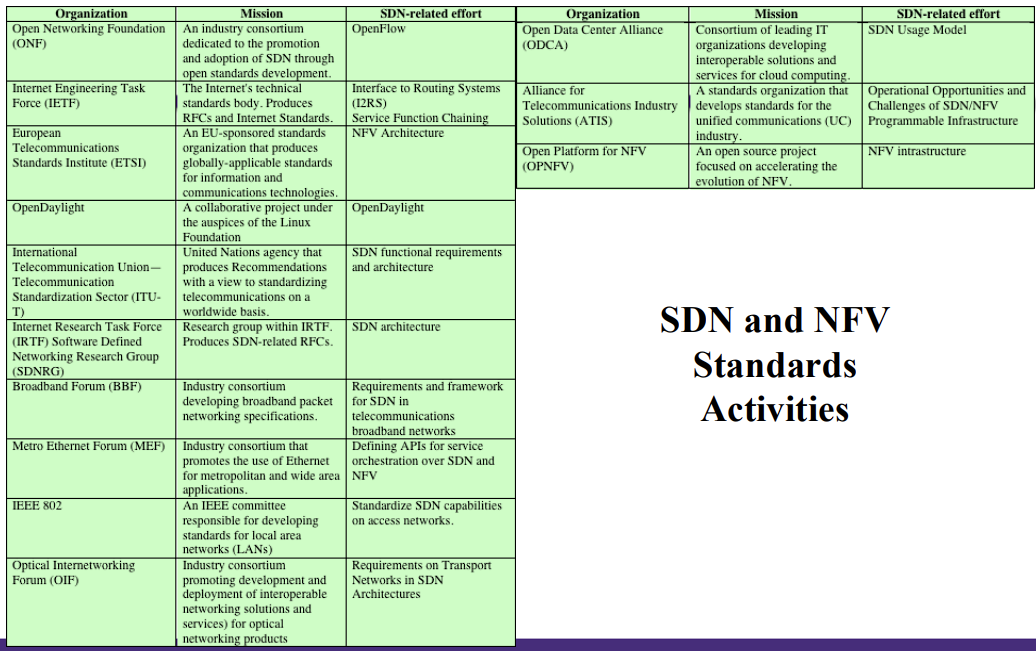 Organization Mission SDN-related effort
Open Networking Foundation
(ONF)
An industry consortium
dedicated to the promotion
and adoption of SDN through
open standards development.
OpenFlow
Internet Engineering Task
Force (IETF)
The Internet's technical
standards body. Produces
RFCs and Internet Standards.
Interface to Routing Systems
(I2RS)
Service Function Chaining
European
Telecommunications
Standards Institute (ETSI)
An EU-sponsored standards
organization that produces
globally-applicable standards
for information and
communications technologies.
NFV Architecture
OpenDaylight
A collaborative project under
the auspices of the Linux
Foundation
OpenDaylight
International
Telecommunication Union—
Telecommunication
Standardization Sector (ITU-
T)
United Nations agency that
produces Recommendations
with a view to standardizing
telecommunications on a
worldwide basis.
SDN functional requirements
and architecture
Internet Research Task Force
(IRTF) Software Defined
Networking Research Group
(SDNRG)
Research group within IRTF.
Produces SDN-related RFCs.
SDN architecture
Broadband Forum (BBF)
Industry consortium
developing broadband packet
networking specifications.
Requirements and framework
for SDN in
telecommunications
broadband networks
Metro Ethernet Forum (MEF)
Industry consortium that
promotes the use of Ethernet
for metropolitan and wide area
applications.
Defining APIs for service
orchestration over SDN and
NFV
IEEE 802
An IEEE committee
responsible for developing
standards for local area
networks (LANs)
Standardize SDN capabilities
on access networks.
Optical Internetworking
Forum (OIF)
Industry consortium
promoting development and
deployment of interoperable
networking solutions and
services) for optical
networking products
Requirements on Transport
Networks in SDN
Architectures
Organization Mission SDN-related effort
Open Data Center Alliance
(ODCA)
Consortium of leading IT
organizations developing
interoperable solutions and
services for cloud computing.
SDN Usage Model
Alliance for
Telecommunications Industry
Solutions (ATIS)
A standards organization that
develops standards for the
unified communications (UC)
industry.
Operational Opportunities and
Challenges of SDN/NFV
Programmable Infrastructure
Open Platform for NFV
(OPNFV)
An open source project
focused on accelerating the
evolution of NFV.
NFV intrastructure
SDN and NFV
Standards
Activities